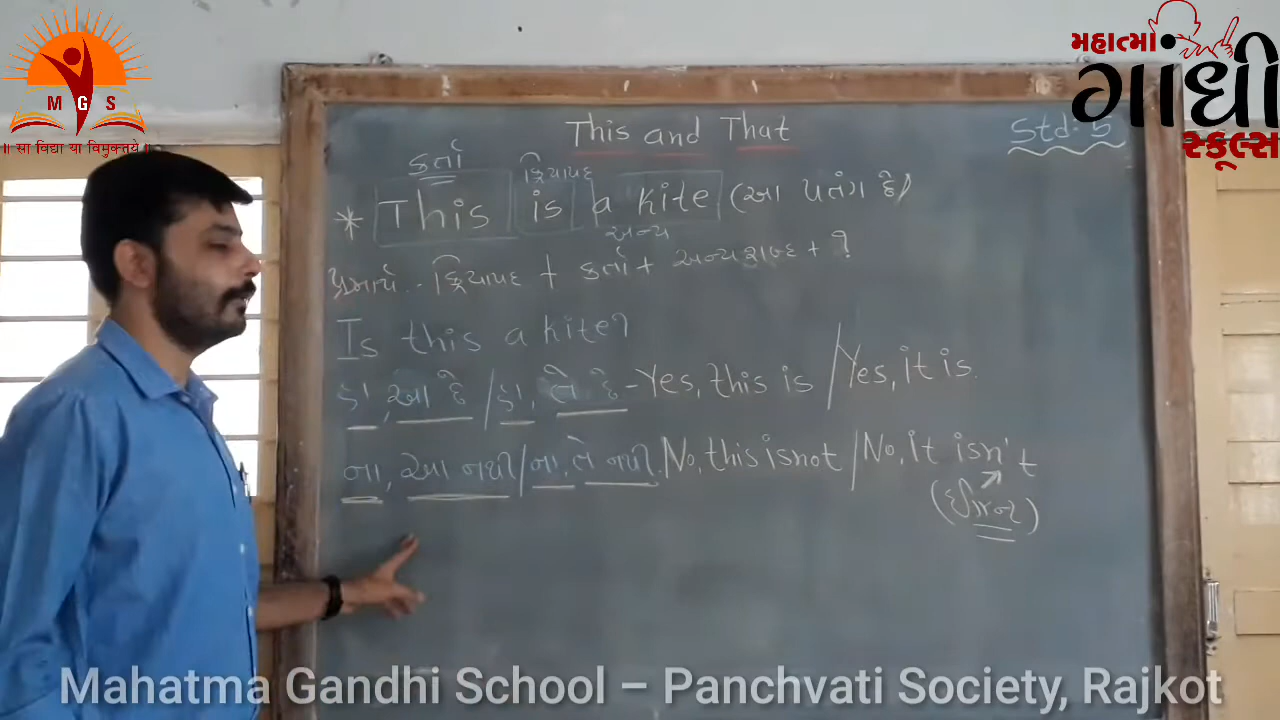 M G S
॥ सा विद्या या विमुक्तये ॥
મહાત્મા
ગાંધી
સ્કૂલ્સ
This and That
Std. 5
કર્તા ક્રિયાપદ
* This is a kite (આ પતંગ છે)
અન્ય
પ્રશ્નાર્થ :- ક્રિયાપદ + કર્તા + અન્ય શબ્દ + ?
Is this a kite?
હા, આ છે / હા, તે છે - Yes, this is / Yes, it is.
ના, આ નથી / ના, તે નથી. No, this is not / No, it isn't
(ઈઝન્ટ)
Mahatma Gandhi School – Panchvati Society, Rajkot